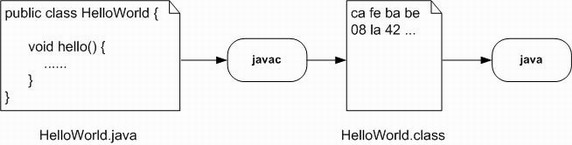 public class HelloWorld {
void hello() {
......
}
}
HelloWorld.java
javac
ca fe ba be
08 la 42 ...
HelloWorld.class
java